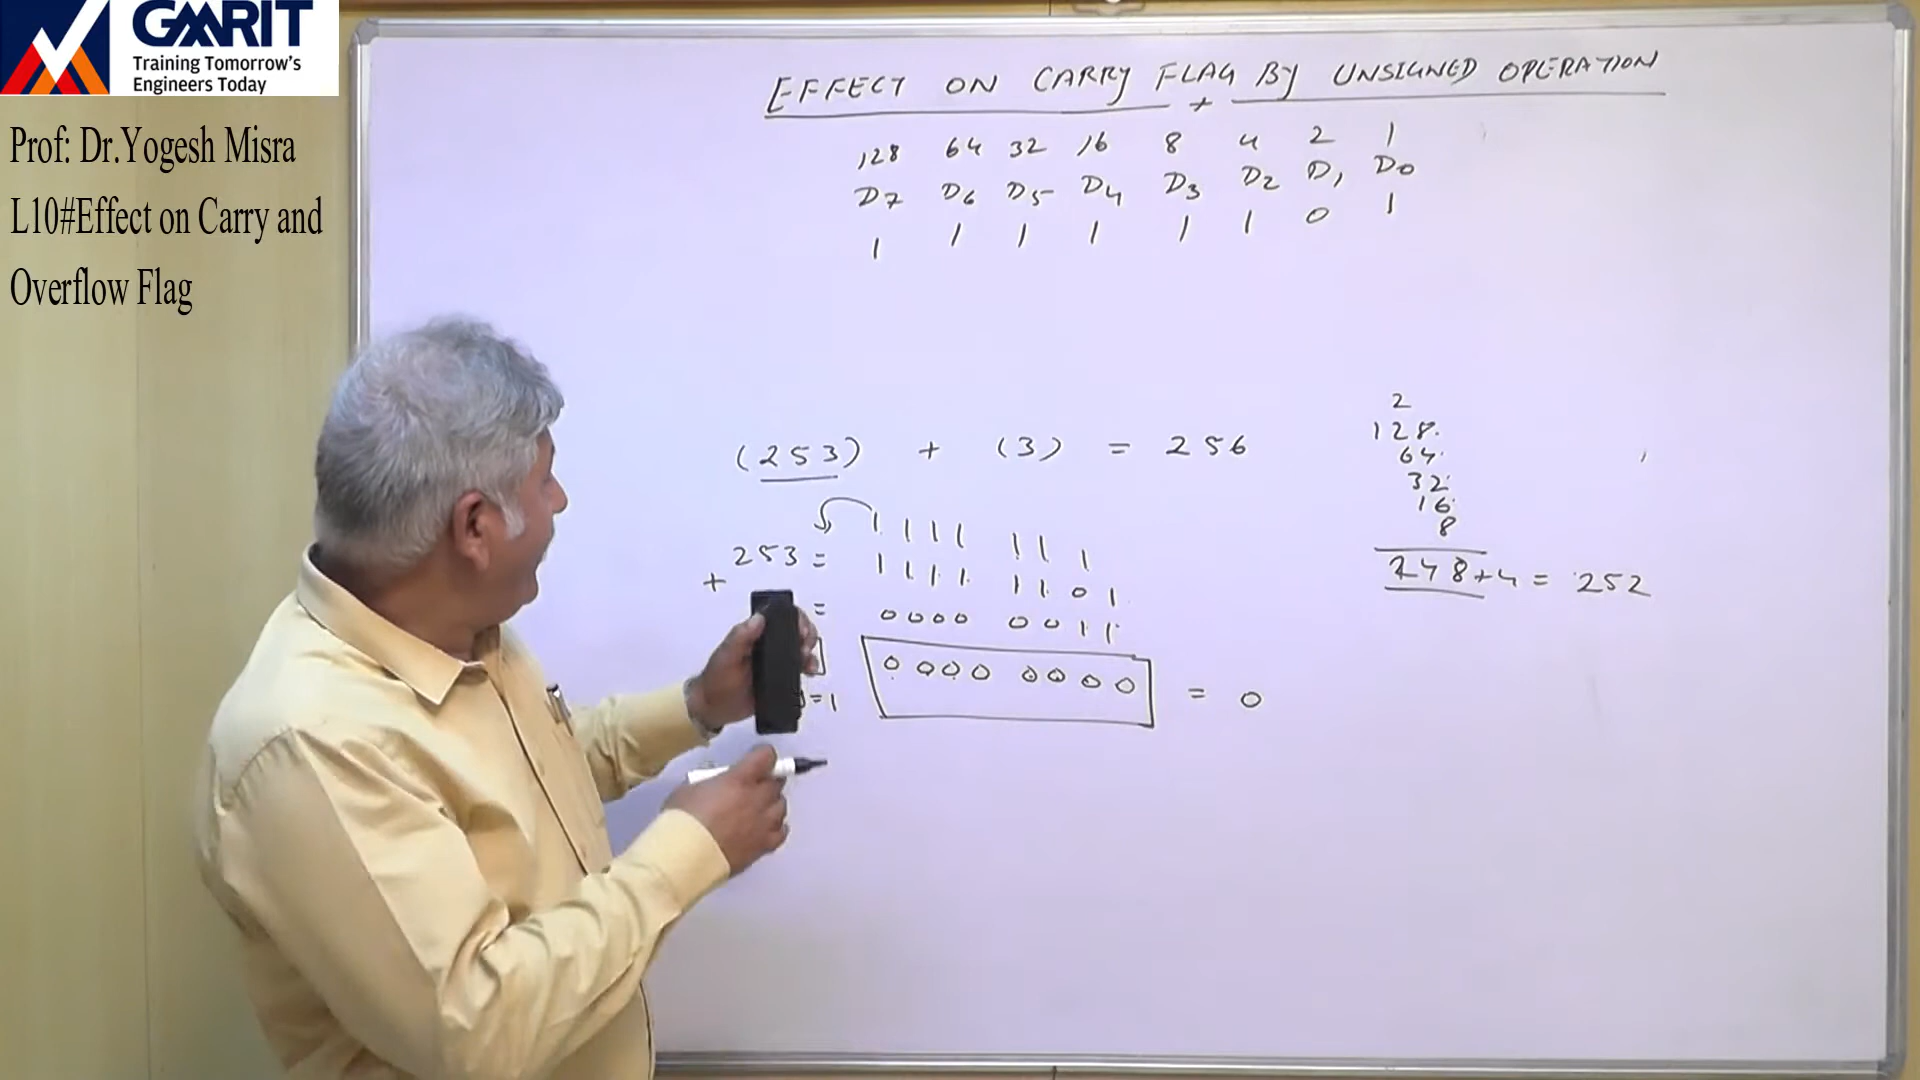 GMRIT
Training Tomorrow's
Engineers Today
Prof: Dr.Yogesh Misra
L10#Effect on Carry and
Overflow Flag
EFFECT ON CARRY FLAG BY UNSIGNED OPERATION
+
128 64 32 16 8 4 2 1
D7 D6 D5 D4 D3 D2 D1 D0
1 1 1 1 1 1 0 1
(253) + (3) = 256
1 1 1 1 1 1 1
253 = 1 1 1 1 1 1 0 1
+
= 0 0 0 0 0 0 1 1
0 0 0 0 0 0 0 0 = 0
=1
2
128
64
32
16
8
248+4 = 252